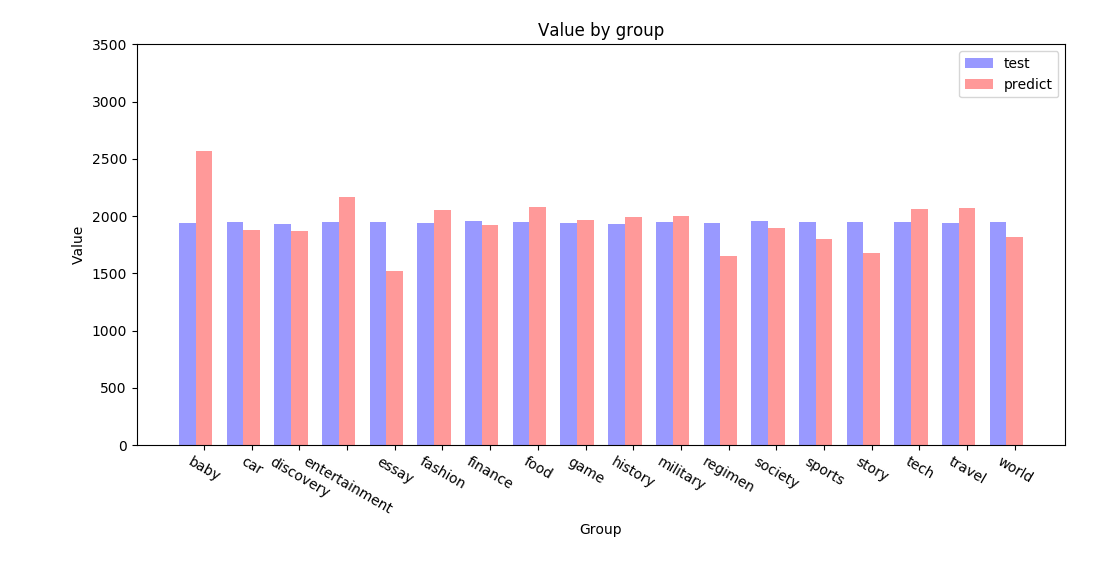 Value by group
3500
3000
2500
2000
1500
1000
500
0
Value
test
predict
baby
car
discovery
entertainment
essay
fashion
finance
food
game
history
military
regimen
society
sports
story
tech
travel
world
Group